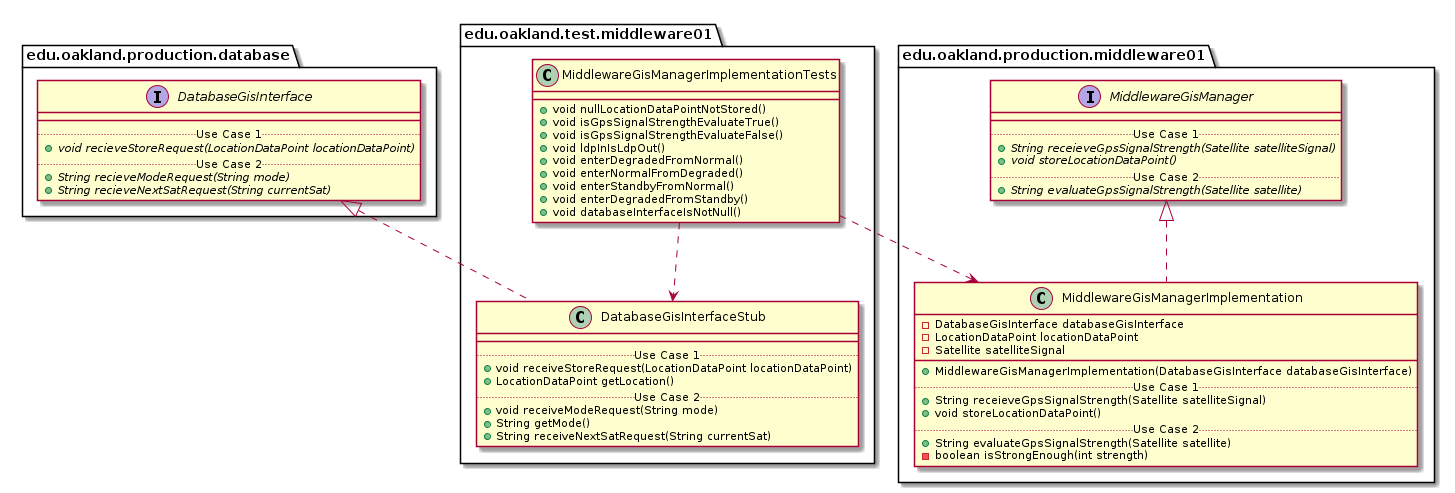 edu.oakland.production.database
I DatabaseGisInterface
Use Case 1
void recieveStoreRequest(LocationDataPoint locationDataPoint)
Use Case 2
String recieveModeRequest(String mode)
String recieveNextSatRequest(String currentSat)
edu.oakland.test.middleware01
C MiddlewareGisManagerImplementationTests
void nullLocationDataPointNotStored()
void isGpsSignalStrengthEvaluateTrue()
void isGpsSignalStrengthEvaluateFalse()
void ldpInIsLdpOut()
void enterDegradedFromNormal()
void enterNormalFromDegraded()
void enterStandbyFromNormal()
void enterDegradedFromStandby()
void databaseInterfaceIsNotNull()
C DatabaseGisInterfaceStub
Use Case 1
void receiveStoreRequest(LocationDataPoint locationDataPoint)
LocationDataPoint getLocation()
Use Case 2
void receiveModeRequest(String mode)
String getMode()
String receiveNextSatRequest(String currentSat)
edu.oakland.production.middleware01
I MiddlewareGisManager
Use Case 1
String receieveGpsSignalStrength(Satellite satelliteSignal)
void storeLocationDataPoint()
Use Case 2
String evaluateGpsSignalStrength(Satellite satellite)
C MiddlewareGisManagerImplementation
DatabaseGisInterface databaseGisInterface
LocationDataPoint locationDataPoint
Satellite satelliteSignal
MiddlewareGisManagerImplementation(DatabaseGisInterface databaseGisInterface)
Use Case 1
String receieveGpsSignalStrength(Satellite satelliteSignal)
void storeLocationDataPoint()
Use Case 2
String evaluateGpsSignalStrength(Satellite satellite)
boolean isStrongEnough(int strength)